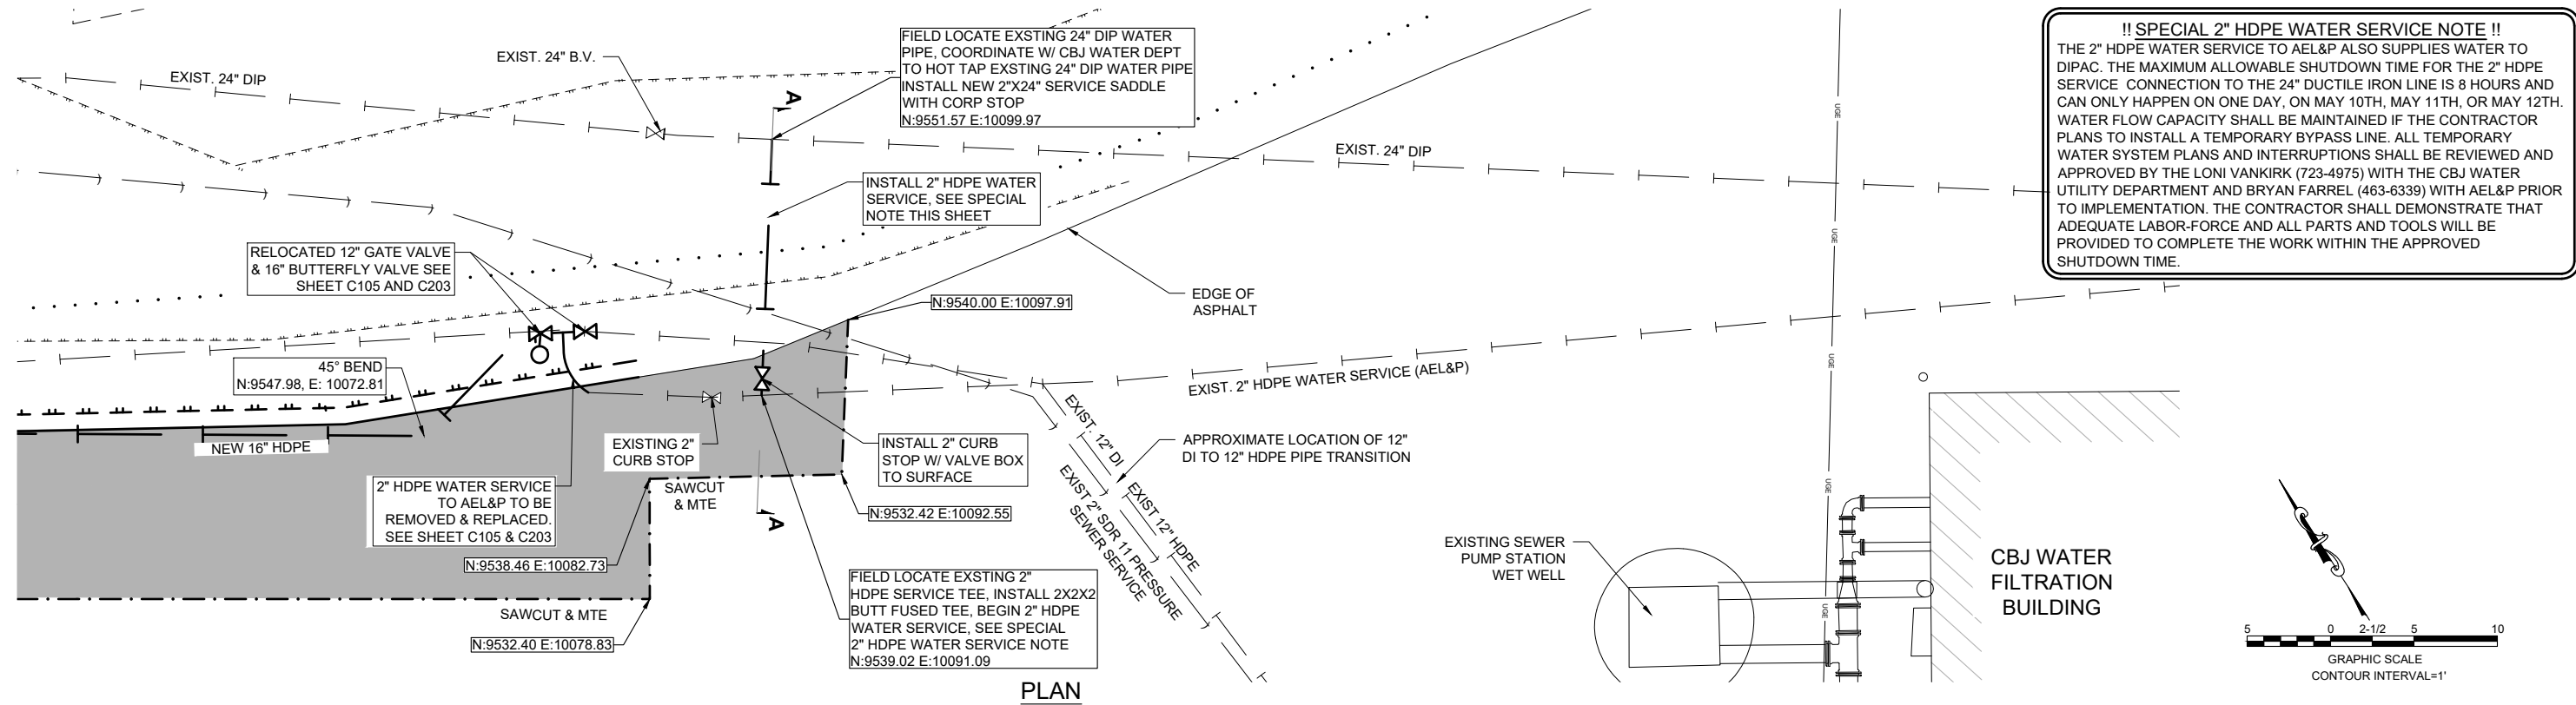 !! SPECIAL 2" HDPE WATER SERVICE NOTE !!
THE 2" HDPE WATER SERVICE TO AEL&P ALSO SUPPLIES WATER TO
DIPAC. THE MAXIMUM ALLOWABLE SHUTDOWN TIME FOR THE 2" HDPE
SERVICE CONNECTION TO THE 24" DUCTILE IRON LINE IS 8 HOURS AND
CAN ONLY HAPPEN ON ONE DAY, ON MAY 10TH, MAY 11TH, OR MAY 12TH.
WATER FLOW CAPACITY SHALL BE MAINTAINED IF THE CONTRACTOR
PLANS TO INSTALL A TEMPORARY BYPASS LINE. ALL TEMPORARY
WATER SYSTEM PLANS AND INTERRUPTIONS SHALL BE REVIEWED AND
APPROVED BY THE LONI VANKIRK (723-4975) WITH THE CBJ WATER
UTILITY DEPARTMENT AND BRYAN FARREL (463-6339) WITH AEL&P PRIOR
TO IMPLEMENTATION. THE CONTRACTOR SHALL DEMONSTRATE THAT
ADEQUATE LABOR-FORCE AND ALL PARTS AND TOOLS WILL BE
PROVIDED TO COMPLETE THE WORK WITHIN THE APPROVED
SHUTDOWN TIME.
EXIST. 24" DIP
EXIST. 24" B.V.
FIELD LOCATE EXSTING 24" DIP WATER
PIPE, COORDINATE W/ CBJ WATER DEPT
TO HOT TAP EXSTING 24" DIP WATER PIPE
INSTALL NEW 2"X24" SERVICE SADDLE
WITH CORP STOP
N:9551.57 E:10099.97
A
EXIST. 24" DIP
INSTALL 2" HDPE WATER
SERVICE, SEE SPECIAL
NOTE THIS SHEET
RELOCATED 12" GATE VALVE
& 16" BUTTERFLY VALVE SEE
SHEET C105 AND C203
N:9540.00 E:10097.91
EDGE OF
ASPHALT
45° BEND
N:9547.98, E: 10072.81
EXIST. 2" HDPE WATER SERVICE (AEL&P)
NEW 16" HDPE
EXISTING 2"
CURB STOP
INSTALL 2" CURB
STOP W/ VALVE BOX
TO SURFACE
EXIST. 12" DI
APPROXIMATE LOCATION OF 12"
DI TO 12" HDPE PIPE TRANSITION
2" HDPE WATER SERVICE
TO AEL&P TO BE
REMOVED & REPLACED.
SEE SHEET C105 & C203
SAWCUT
& MTE
A
N:9532.42 E:10092.55
EXIST 12" HDPE
EXIST 2" SDR 11 PRESSURE
SEWER SERVICE
N:9538.46 E:10082.73
SAWCUT & MTE
N:9532.40 E:10078.83
FIELD LOCATE EXSTING 2"
HDPE SERVICE TEE, INSTALL 2X2X2
BUTT FUSED TEE, BEGIN 2" HDPE
WATER SERVICE, SEE SPECIAL
2" HDPE WATER SERVICE NOTE
N:9539.02 E:10091.09
EXISTING SEWER
PUMP STATION
WET WELL
UGE
UGE
UGE
UGE
UGE
CBJ WATER
FILTRATION
BUILDING
5 0 2-1/2 5 10
GRAPHIC SCALE
CONTOUR INTERVAL=1'
PLAN